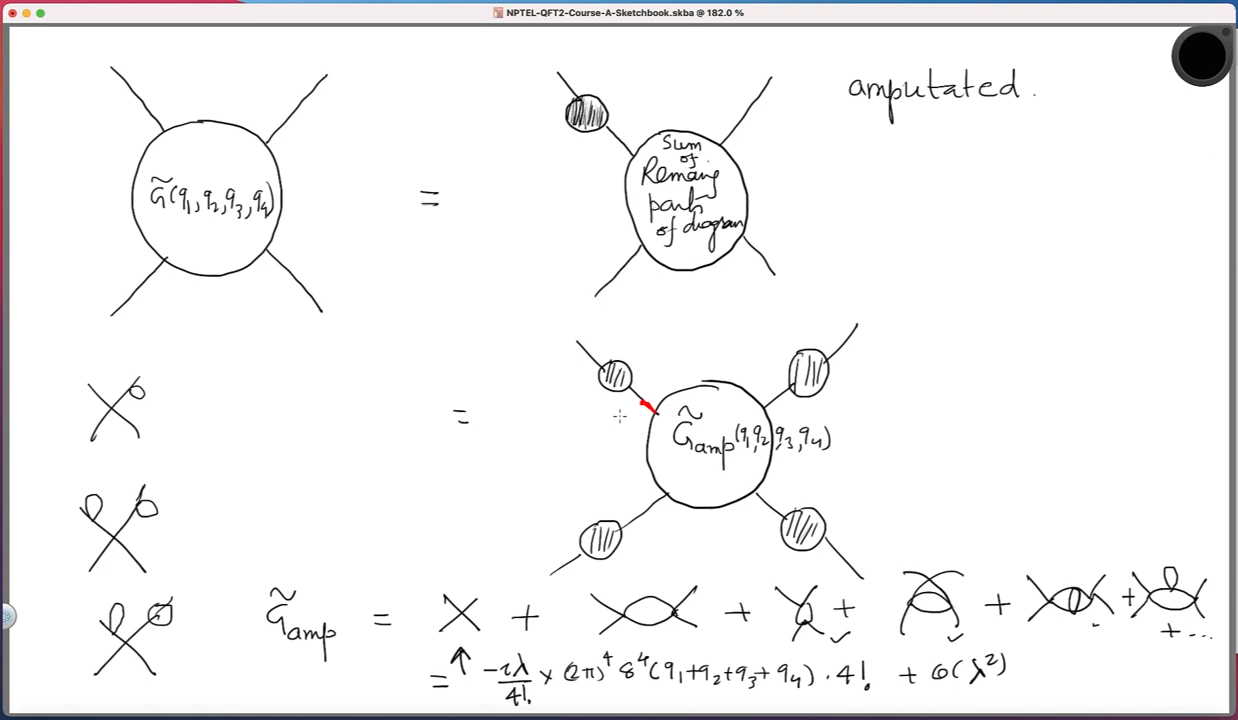 NPTEL-QFT2-Course-A-Sketchbook.skba @ 182.0 %
amputated.
G̃(q₁,q₂,q₃,q₄)
=
Sum
of
Remaing
parts
of diagram
=
G̃amp(q₁,q₂,q₃,q₄)
G̃amp = + + + + + + ...
= ↑ -iλ/4! × (2π)⁴ δ⁴(q₁+q₂+q₃+q₄) · 4! + O(λ²)